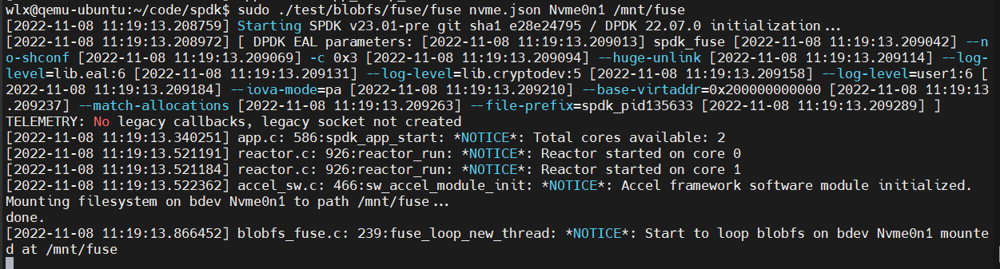 wlx@qemu-ubuntu:~/code/spdk$ sudo ./test/blobfs/fuse/fuse nvme.json Nvme0n1 /mnt/fuse
[2022-11-08 11:19:13.208759] Starting SPDK v23.01-pre git sha1 e28e24795 / DPDK 22.07.0 initialization...
[2022-11-08 11:19:13.208972] [ DPDK EAL parameters: [2022-11-08 11:19:13.209013] spdk_fuse [2022-11-08 11:19:13.209042] --n
o-shconf [2022-11-08 11:19:13.209069] -c 0x3 [2022-11-08 11:19:13.209094] --huge-unlink [2022-11-08 11:19:13.209114] --log-
level=lib.eal:6 [2022-11-08 11:19:13.209131] --log-level=lib.cryptodev:5 [2022-11-08 11:19:13.209158] --log-level=user1:6 [
2022-11-08 11:19:13.209184] --iova-mode=pa [2022-11-08 11:19:13.209210] --base-virtaddr=0x200000000000 [2022-11-08 11:19:13
.209237] --match-allocations [2022-11-08 11:19:13.209263] --file-prefix=spdk_pid135633 [2022-11-08 11:19:13.209289] ]
TELEMETRY: No legacy callbacks, legacy socket not created
[2022-11-08 11:19:13.340251] app.c: 586:spdk_app_start: *NOTICE*: Total cores available: 2
[2022-11-08 11:19:13.521191] reactor.c: 926:reactor_run: *NOTICE*: Reactor started on core 0
[2022-11-08 11:19:13.521184] reactor.c: 926:reactor_run: *NOTICE*: Reactor started on core 1
[2022-11-08 11:19:13.522362] accel_sw.c: 466:sw_accel_module_init: *NOTICE*: Accel framework software module initialized.
Mounting filesystem on bdev Nvme0n1 to path /mnt/fuse...
done.
[2022-11-08 11:19:13.866452] blobfs_fuse.c: 239:fuse_loop_new_thread: *NOTICE*: Start to loop blobfs on bdev Nvme0n1 mounte
d at /mnt/fuse